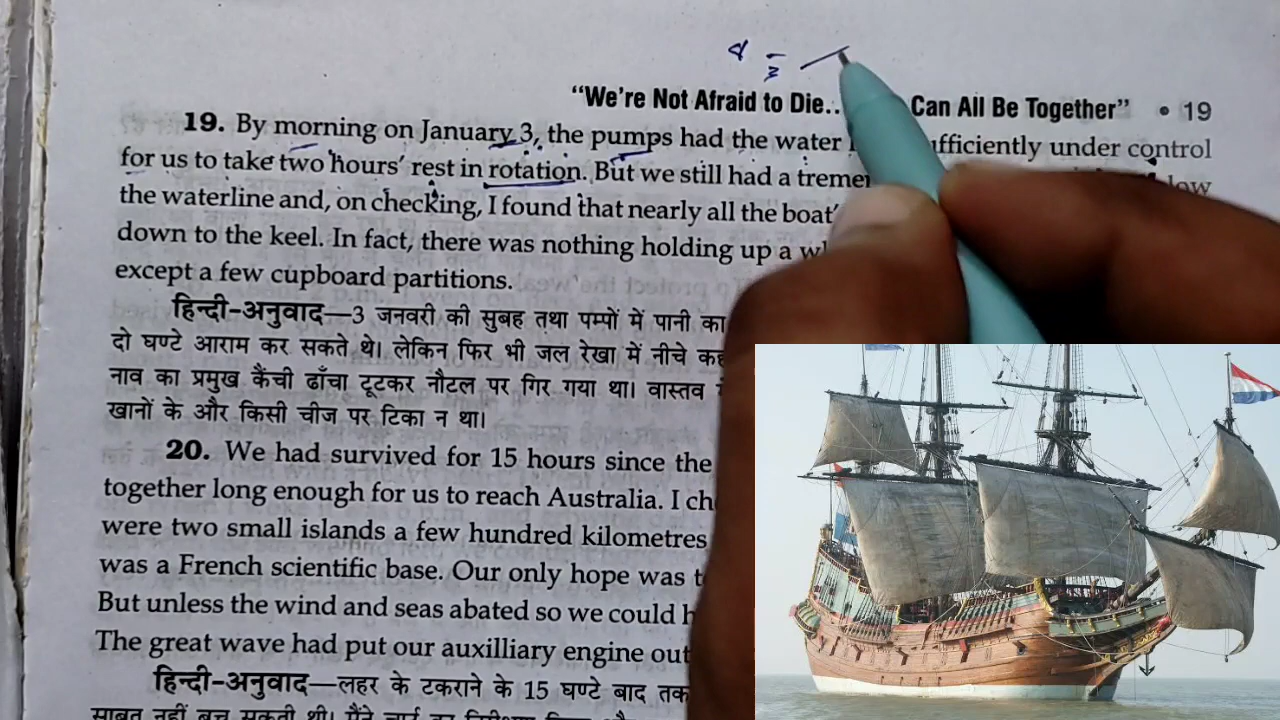 “We're Not Afraid to Die.. Can All Be Together” • 19
19. By morning on January 3, the pumps had the water sufficiently under control
for us to take two hours' rest in rotation. But we still had a low
the waterline and, on checking, I found that nearly all the boat'
down to the keel. In fact, there was nothing holding up a
except a few cupboard partitions.
हिन्दी-अनुवाद—3 जनवरी की सुबह तथा पम्पों में पानी का
दो घण्टे आराम कर सकते थे। लेकिन फिर भी जल रेखा में नीचे
नाव का प्रमुख कैंची ढाँचा टूटकर नौटल पर गिर गया था। वास्तव
खानों के और किसी चीज पर टिका न था।
20. We had survived for 15 hours since the
together long enough for us to reach Australia. I
were two small islands a few hundred kilometres
was a French scientific base. Our only hope was
But unless the wind and seas abated so we could
The great wave had put our auxilliary engine out
हिन्दी-अनुवाद—लहर के टकराने के 15 घण्टे बाद तक